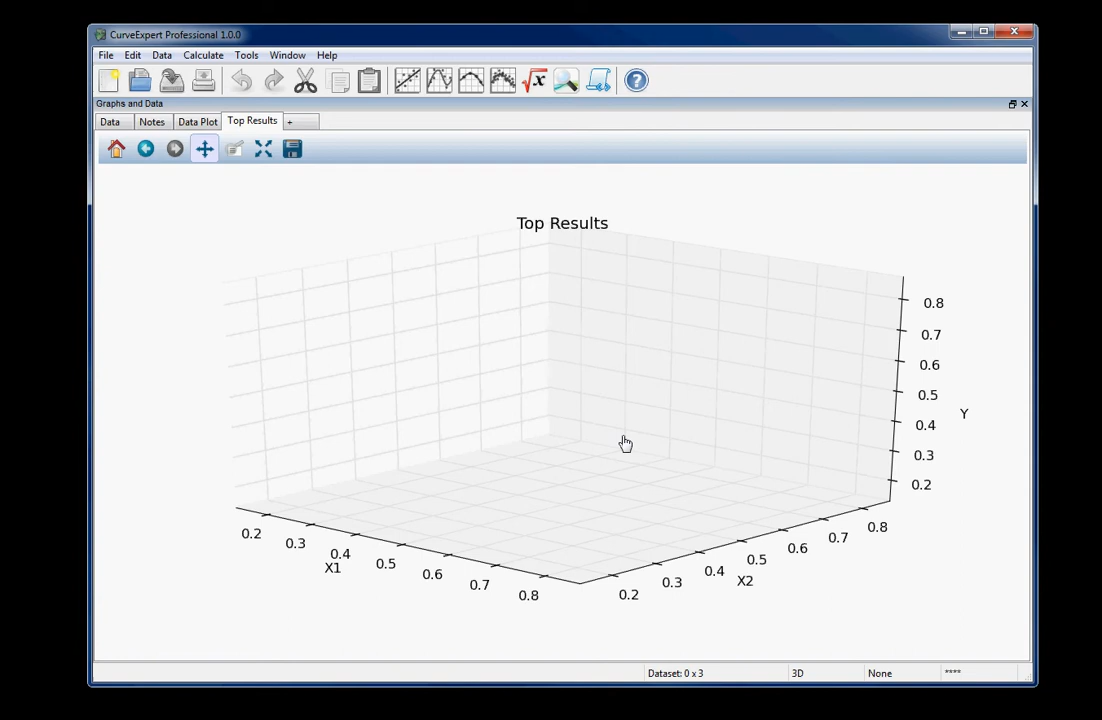 CurveExpert Professional 1.0.0
File Edit Data Calculate Tools Window Help
Graphs and Data
Data Notes Data Plot Top Results +
Top Results
0.8
0.7
0.6
0.5
0.4
0.3
0.2
Y
0.2 0.3 0.4 0.5 0.6 0.7 0.8
X1
0.2 0.3 0.4 0.5 0.6 0.7 0.8
X2
Dataset: 0 x 3 3D None ****